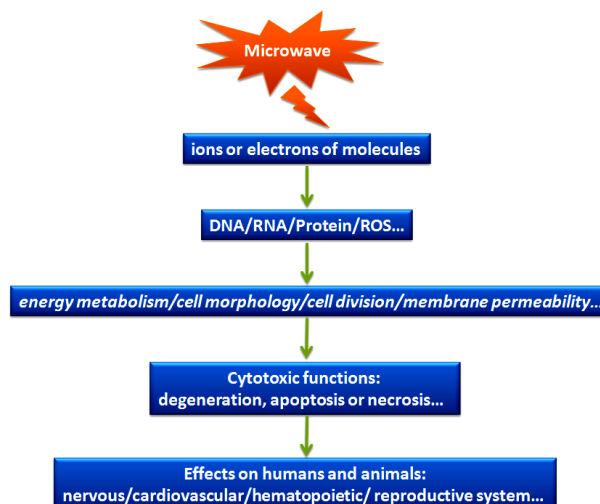 Microwave
ions or electrons of molecules
DNA/RNA/Protein/ROS...
energy metabolism/cell morphology/cell division/membrane permeability...
Cytotoxic functions:
degeneration, apoptosis or necrosis...
Effects on humans and animals:
nervous/cardiovascular/hematopoietic/ reproductive system...